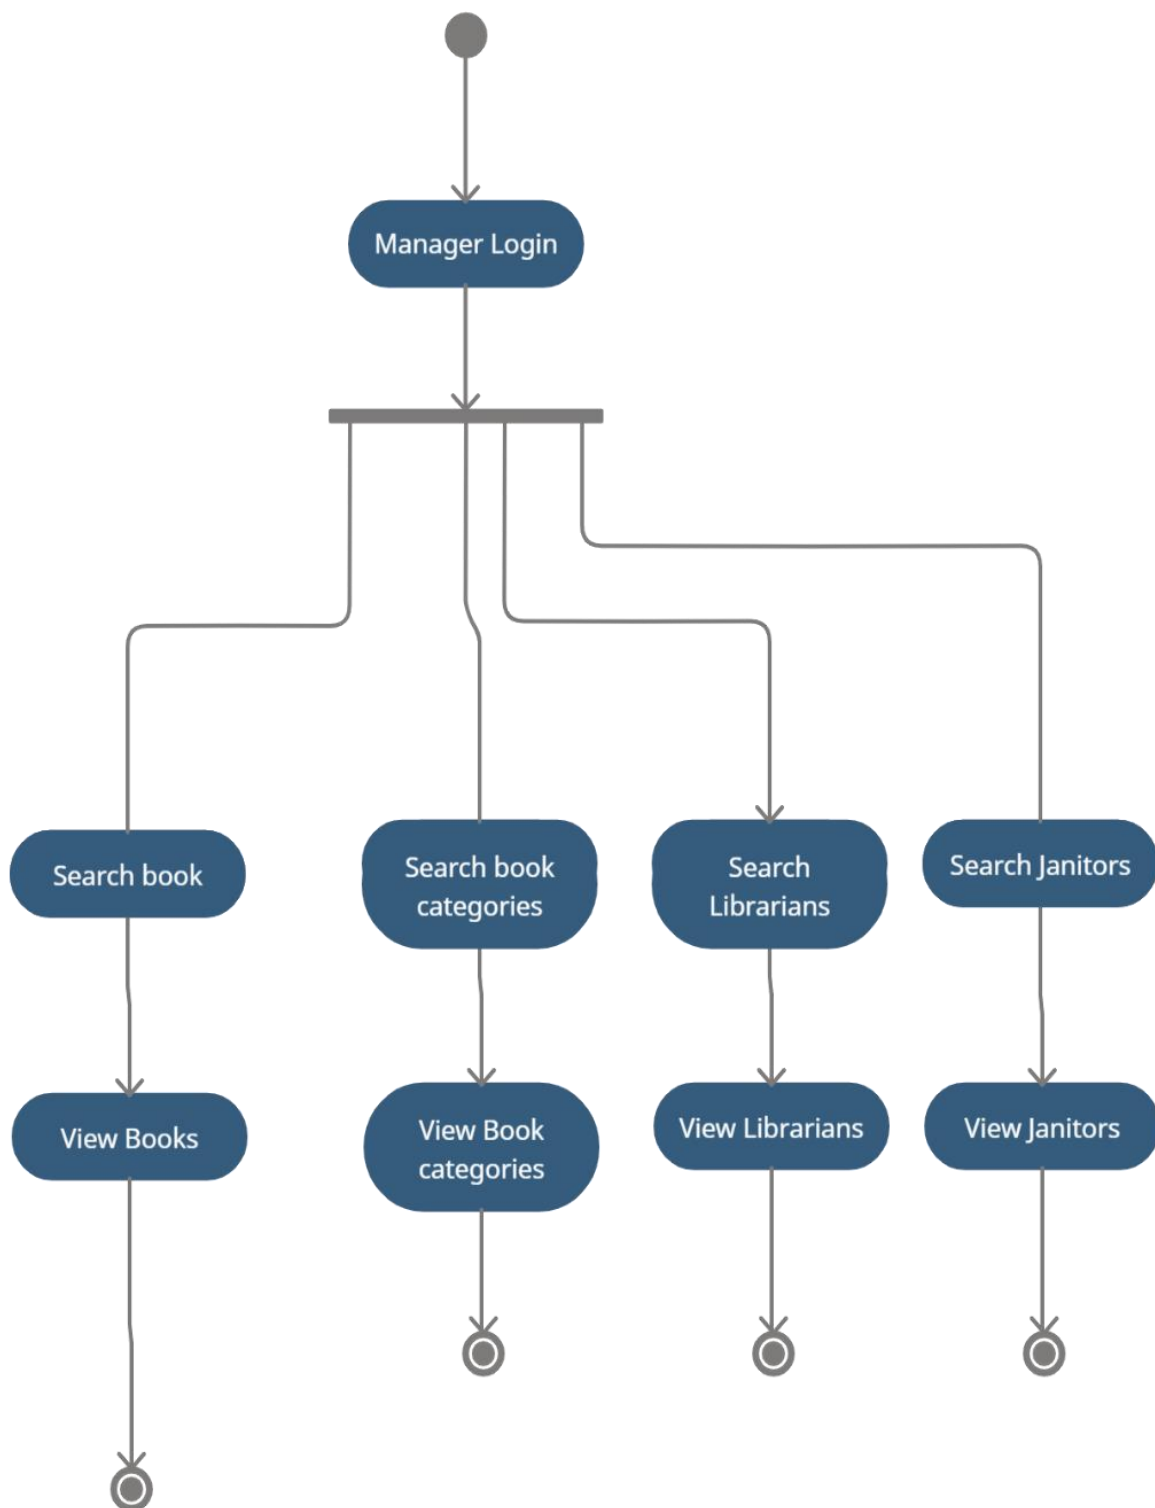 Manager Login
Search book
Search book
categories
Search
Librarians
Search Janitors
View Books
View Book
categories
View Librarians
View Janitors